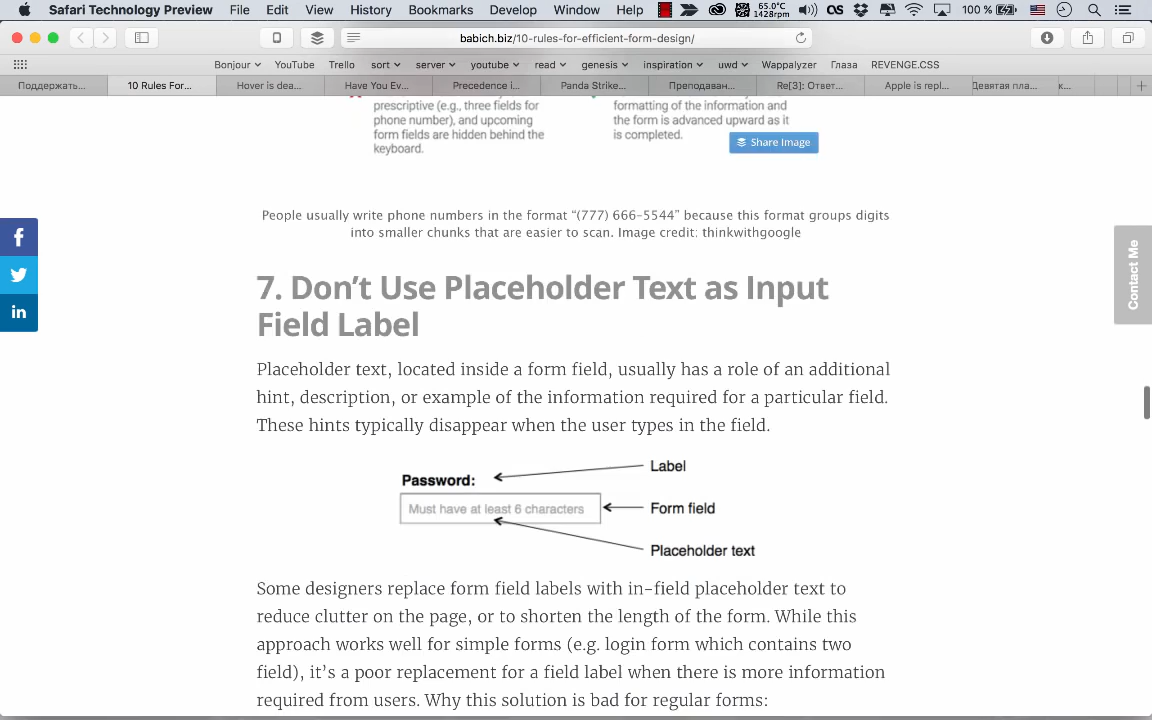 Safari Technology Preview File Edit View History Bookmarks Develop Window Help 65.0°C 1428rpm 100 %
babich.biz/10-rules-for-efficient-form-design/
Bonjour YouTube Trello sort server youtube read genesis inspiration uwd Wappalyzer Глаза REVENGE.CSS
Поддержать... 10 Rules For... Hover is dea... Have You Ev... Precedence i... Panda Strike... Преподаван... Re[3]: Ответ... Apple is repl... Девятая пла... к...
prescriptive (e.g., three fields for
phone number), and upcoming
form fields are hidden behind the
keyboard.
formatting of the information and
the form is advanced upward as it
is completed.
Share Image
People usually write phone numbers in the format “(777) 666-5544” because this format groups digits
into smaller chunks that are easier to scan. Image credit: thinkwithgoogle
Contact Me
7. Don’t Use Placeholder Text as Input
Field Label
Placeholder text, located inside a form field, usually has a role of an additional
hint, description, or example of the information required for a particular field.
These hints typically disappear when the user types in the field.
Label
Password:
Must have at least 6 characters
Form field
Placeholder text
Some designers replace form field labels with in-field placeholder text to
reduce clutter on the page, or to shorten the length of the form. While this
approach works well for simple forms (e.g. login form which contains two
field), it’s a poor replacement for a field label when there is more information
required from users. Why this solution is bad for regular forms: